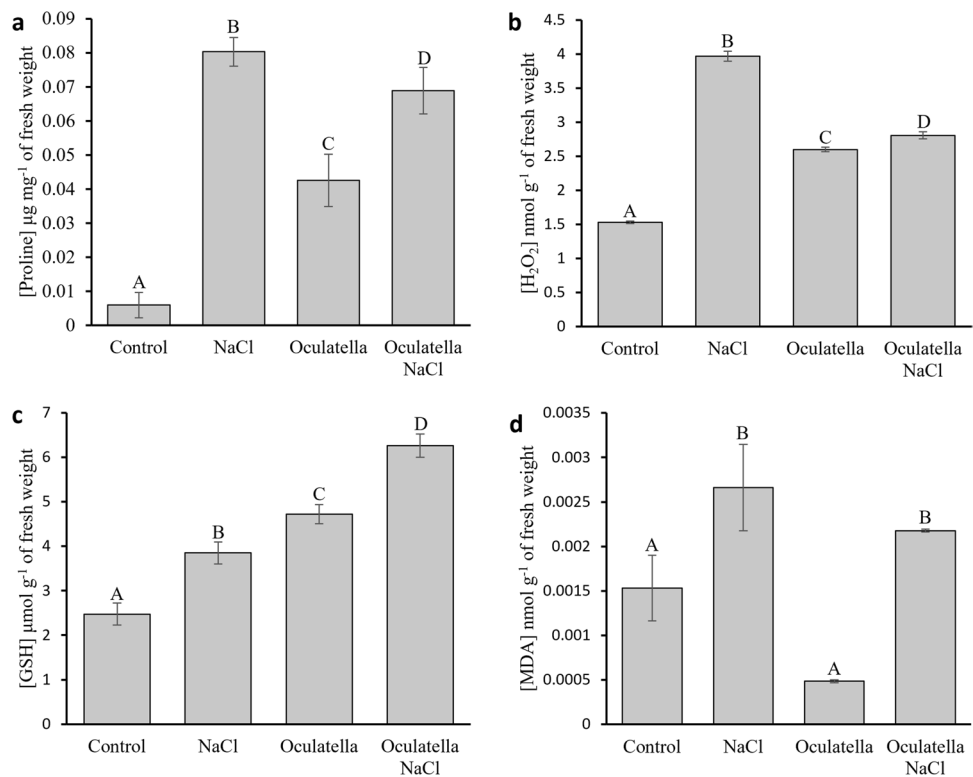 a
[Proline] µg mg⁻¹ of fresh weight
0.09
0.08
0.07
0.06
0.05
0.04
0.03
0.02
0.01
0
A
B
C
D
Control
NaCl
Oculatella
Oculatella
NaCl
b
[H₂O₂] nmol g⁻¹ of fresh weight
4.5
4
3.5
3
2.5
2
1.5
1
0.5
0
A
B
C
D
Control
NaCl
Oculatella
Oculatella
NaCl
c
[GSH] µmol g⁻¹ of fresh weight
7
6
5
4
3
2
1
0
A
B
C
D
Control
NaCl
Oculatella
Oculatella
NaCl
d
[MDA] nmol g⁻¹ of fresh weight
0.0035
0.003
0.0025
0.002
0.0015
0.001
0.0005
0
A
B
A
B
Control
NaCl
Oculatella
Oculatella
NaCl